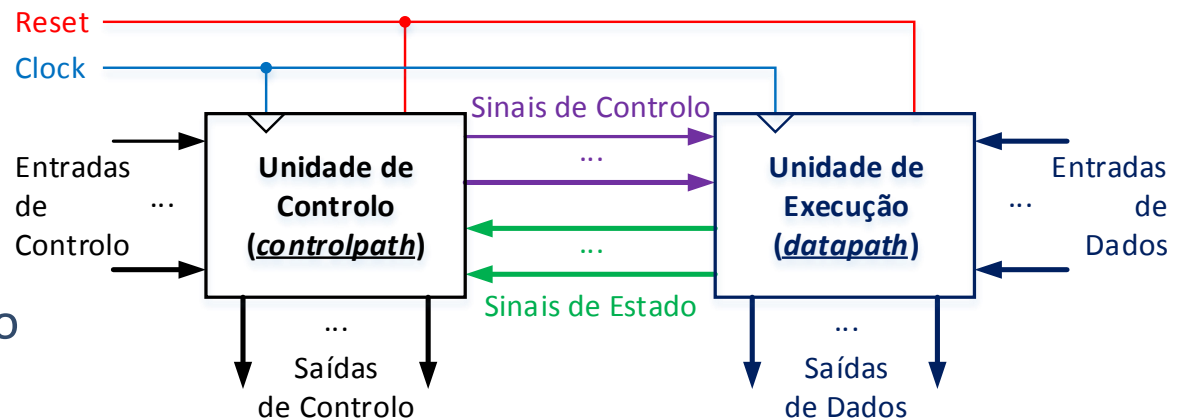 Reset
Clock
Sinais de Controlo
...
Entradas
de ...
Controlo
Unidade de
Controlo
(controlpath)
...
Sinais de Estado
Unidade de
Execução
(datapath)
Entradas
... de
Dados
o
...
Saídas
de Controlo
...
Saídas
de Dados